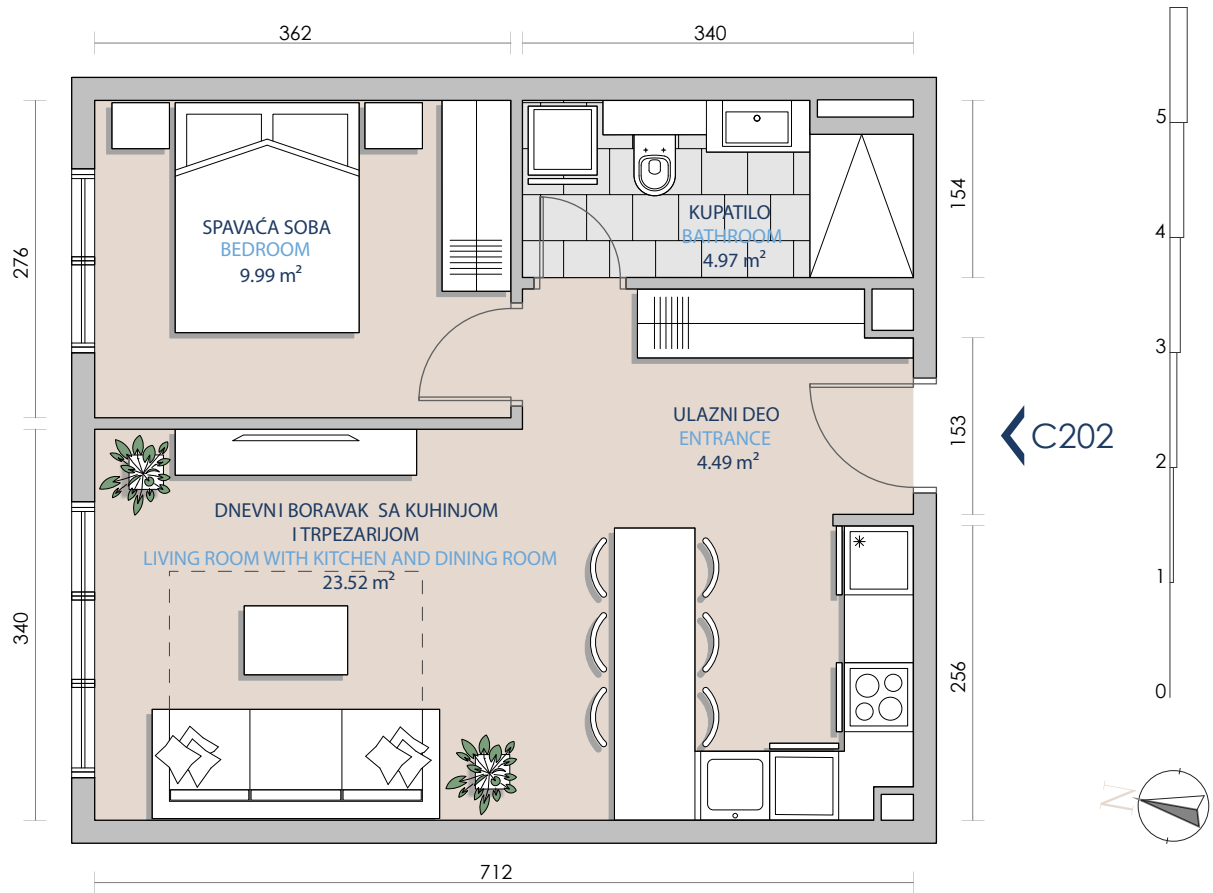 362
340
276
154
SPAVAĆA SOBA
BEDROOM
9.99 m²
KUPATILO
BATHROOM
4.97 m²
5
4
3
2
1
0
ULAZNI DEO
ENTRANCE
4.49 m²
153
C202
DNEVNI BORAVAK SA KUHINJOM
I TRPEZARIJOM
LIVING ROOM WITH KITCHEN AND DINING ROOM
23.52 m²
340
256
N
712